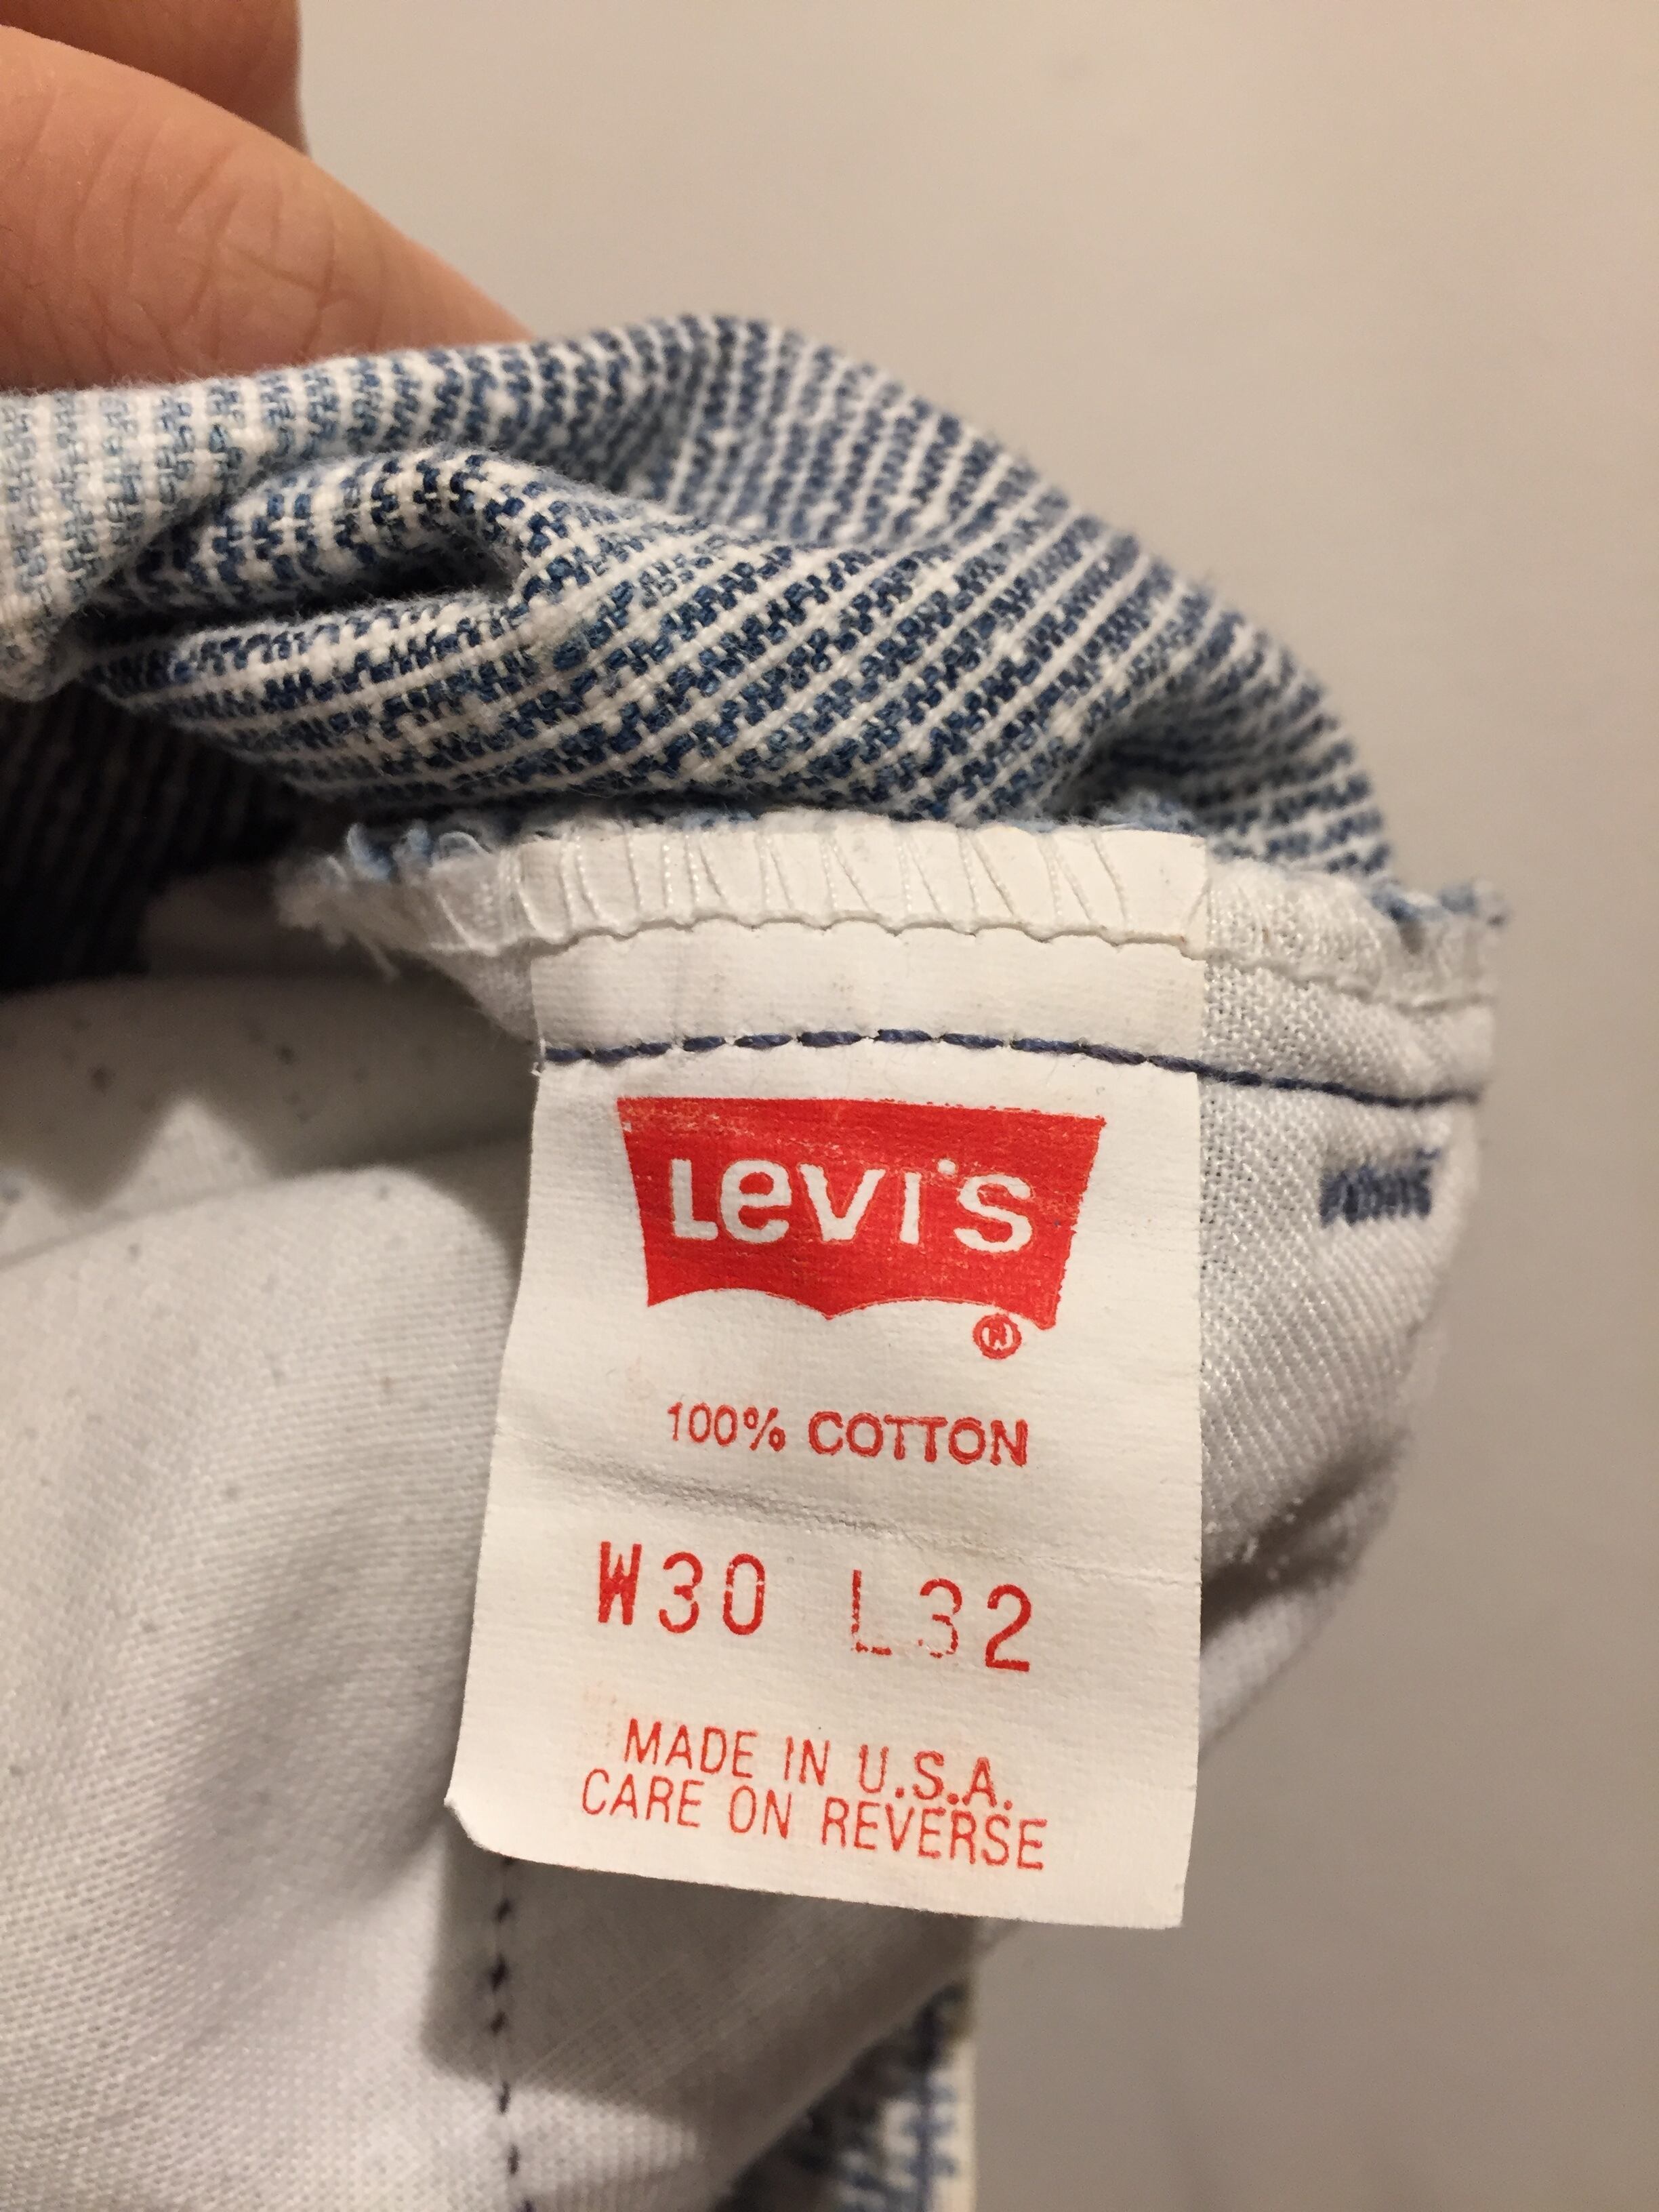 LEVI'S
®
100% COTTON
W30 L32
MADE IN U.S.A.
CARE ON REVERSE